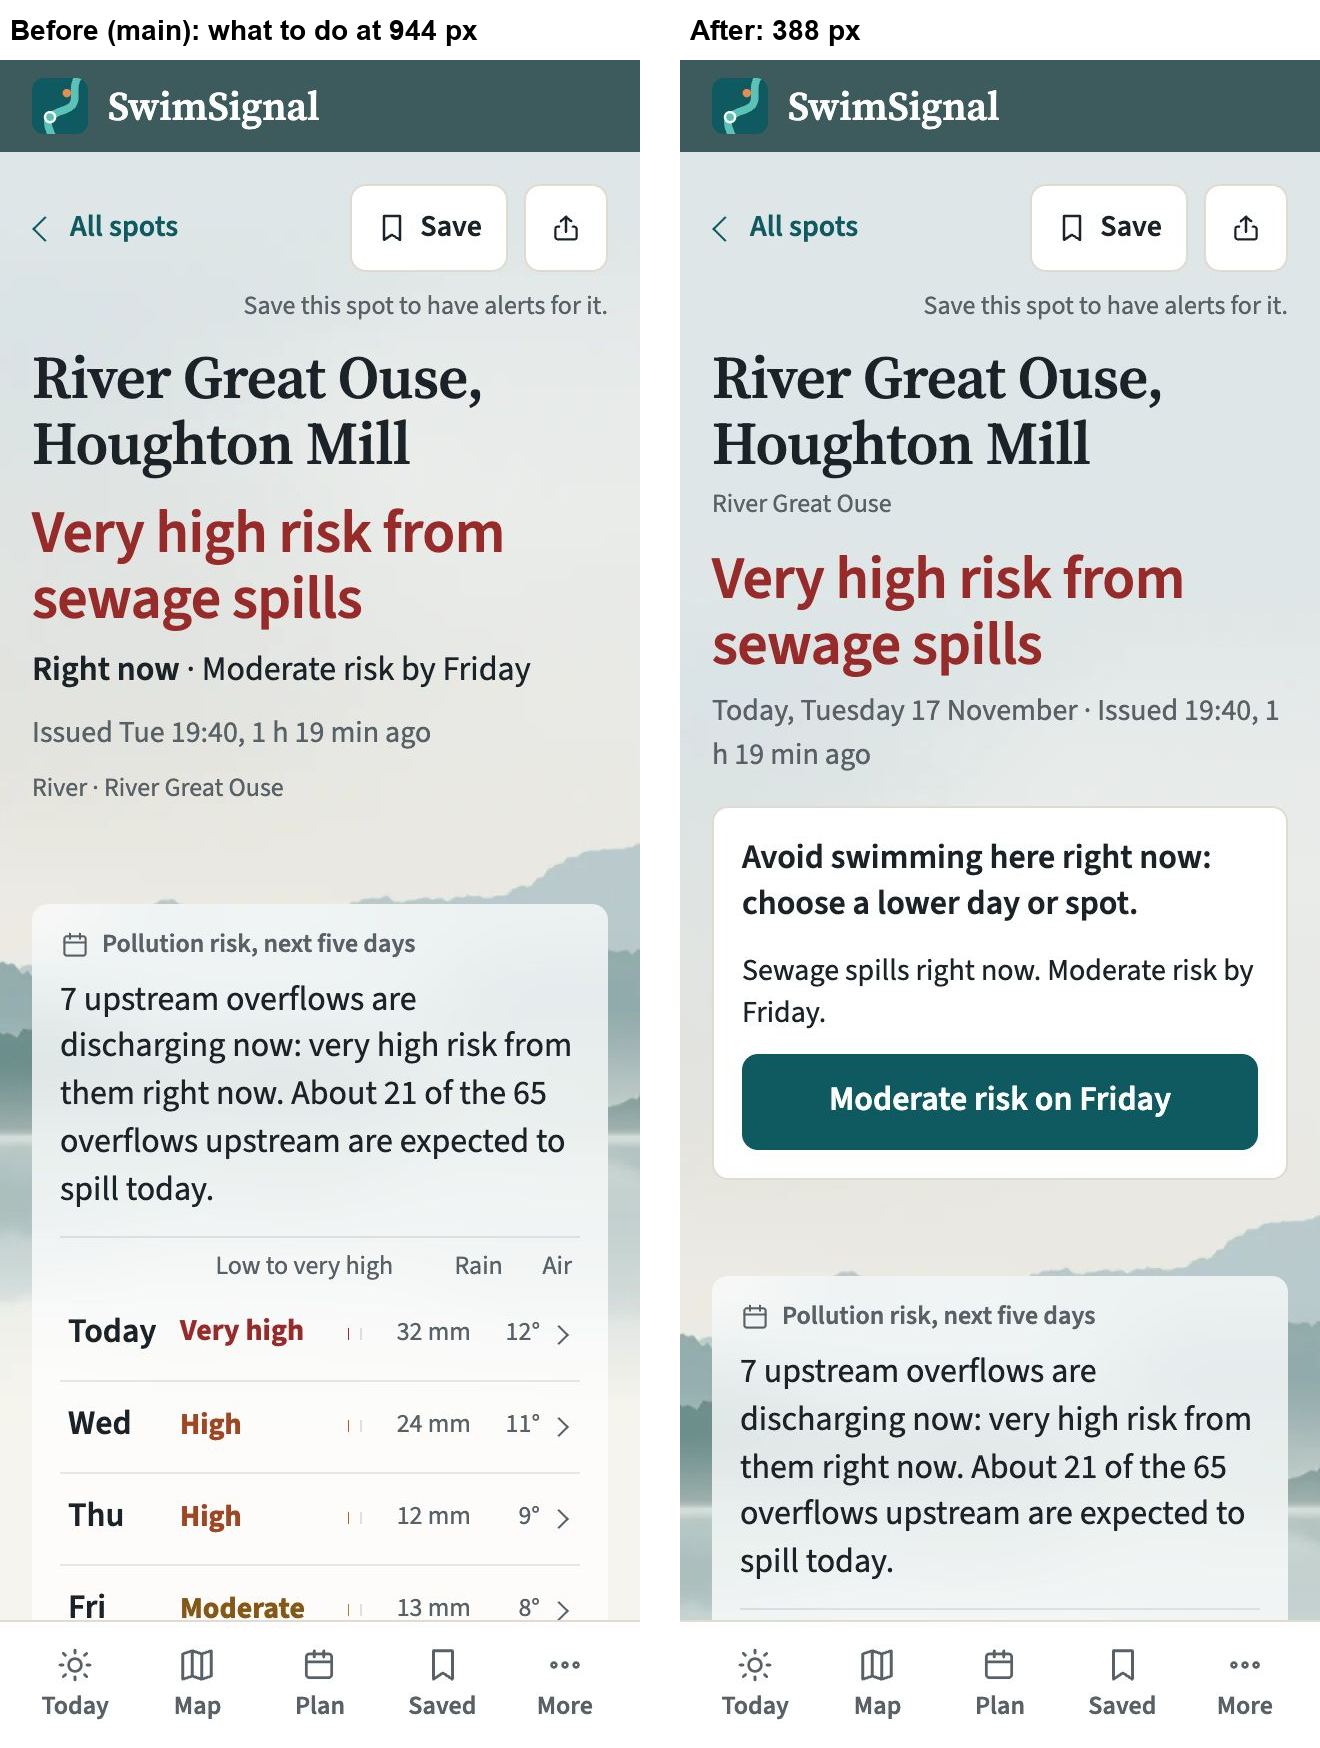 Before (main): what to do at 944 px
SwimSignal
All spots
Save
Save this spot to have alerts for it.
River Great Ouse,
Houghton Mill
Very high risk from
sewage spills
Right now · Moderate risk by Friday
Issued Tue 19:40, 1 h 19 min ago
River · River Great Ouse
Pollution risk, next five days
7 upstream overflows are
discharging now: very high risk from
them right now. About 21 of the 65
overflows upstream are expected to
spill today.
Low to very high Rain Air
Today Very high 32 mm 12°
Wed High 24 mm 11°
Thu High 12 mm 9°
Fri Moderate 13 mm 8°
Today Map Plan Saved More
After: 388 px
SwimSignal
All spots
Save
Save this spot to have alerts for it.
River Great Ouse,
Houghton Mill
River Great Ouse
Very high risk from
sewage spills
Today, Tuesday 17 November · Issued 19:40, 1
h 19 min ago
Avoid swimming here right now:
choose a lower day or spot.
Sewage spills right now. Moderate risk by
Friday.
Moderate risk on Friday
Pollution risk, next five days
7 upstream overflows are
discharging now: very high risk from
them right now. About 21 of the 65
overflows upstream are expected to
spill today.
Today Map Plan Saved More